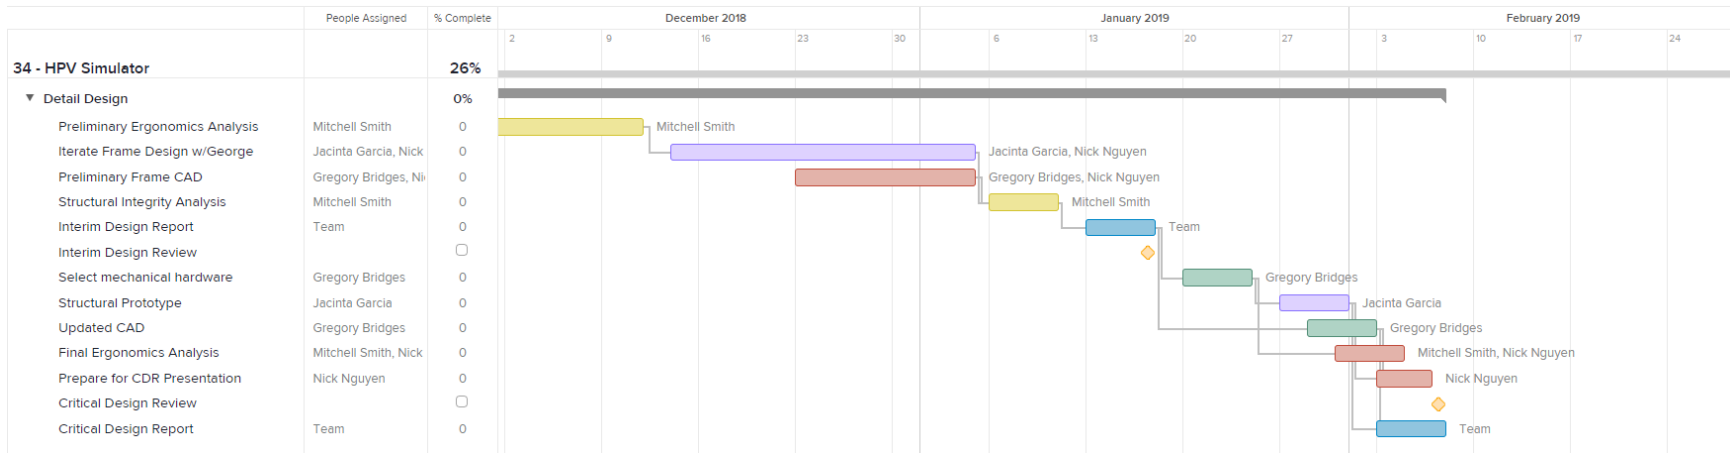 People Assigned % Complete December 2018 January 2019 February 2019
2 9 16 23 30 6 13 20 27 3 10 17 24
34 - HPV Simulator 26%
Detail Design 0%
Preliminary Ergonomics Analysis Mitchell Smith 0 Mitchell Smith
Iterate Frame Design w/George Jacinta Garcia, Nick 0 Jacinta Garcia, Nick Nguyen
Preliminary Frame CAD Gregory Bridges, Ni 0 Gregory Bridges, Nick Nguyen
Structural Integrity Analysis Mitchell Smith 0 Mitchell Smith
Interim Design Report Team 0 Team
Interim Design Review
Select mechanical hardware Gregory Bridges 0 Gregory Bridges
Structural Prototype Jacinta Garcia 0 Jacinta Garcia
Updated CAD Gregory Bridges 0 Gregory Bridges
Final Ergonomics Analysis Mitchell Smith, Nick 0 Mitchell Smith, Nick Nguyen
Prepare for CDR Presentation Nick Nguyen 0 Nick Nguyen
Critical Design Review
Critical Design Report Team 0 Team